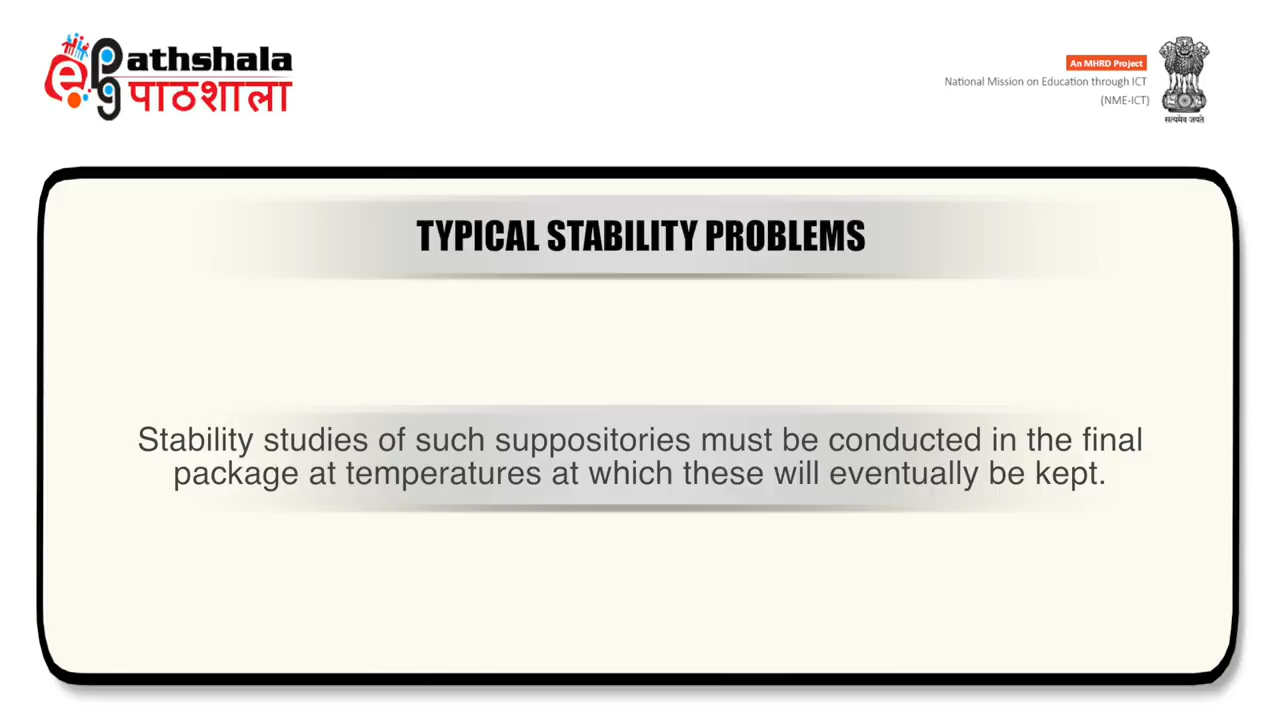 e Pg athshala
पाठशाला
An MHRD Project
National Mission on Education through ICT
(NME-ICT)
सत्यमेव जयते
TYPICAL STABILITY PROBLEMS
Stability studies of such suppositories must be conducted in the final
package at temperatures at which these will eventually be kept.